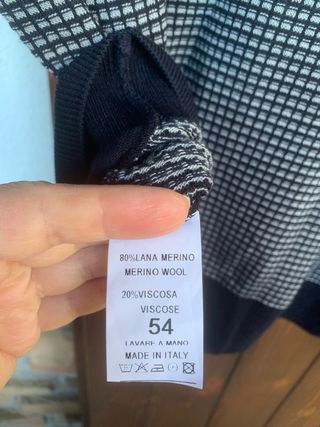 80%LANA MERINO
MERINO WOOL
20%VISCOSA
VISCOSE
54
LAVARE A MANO
MADE IN ITALY